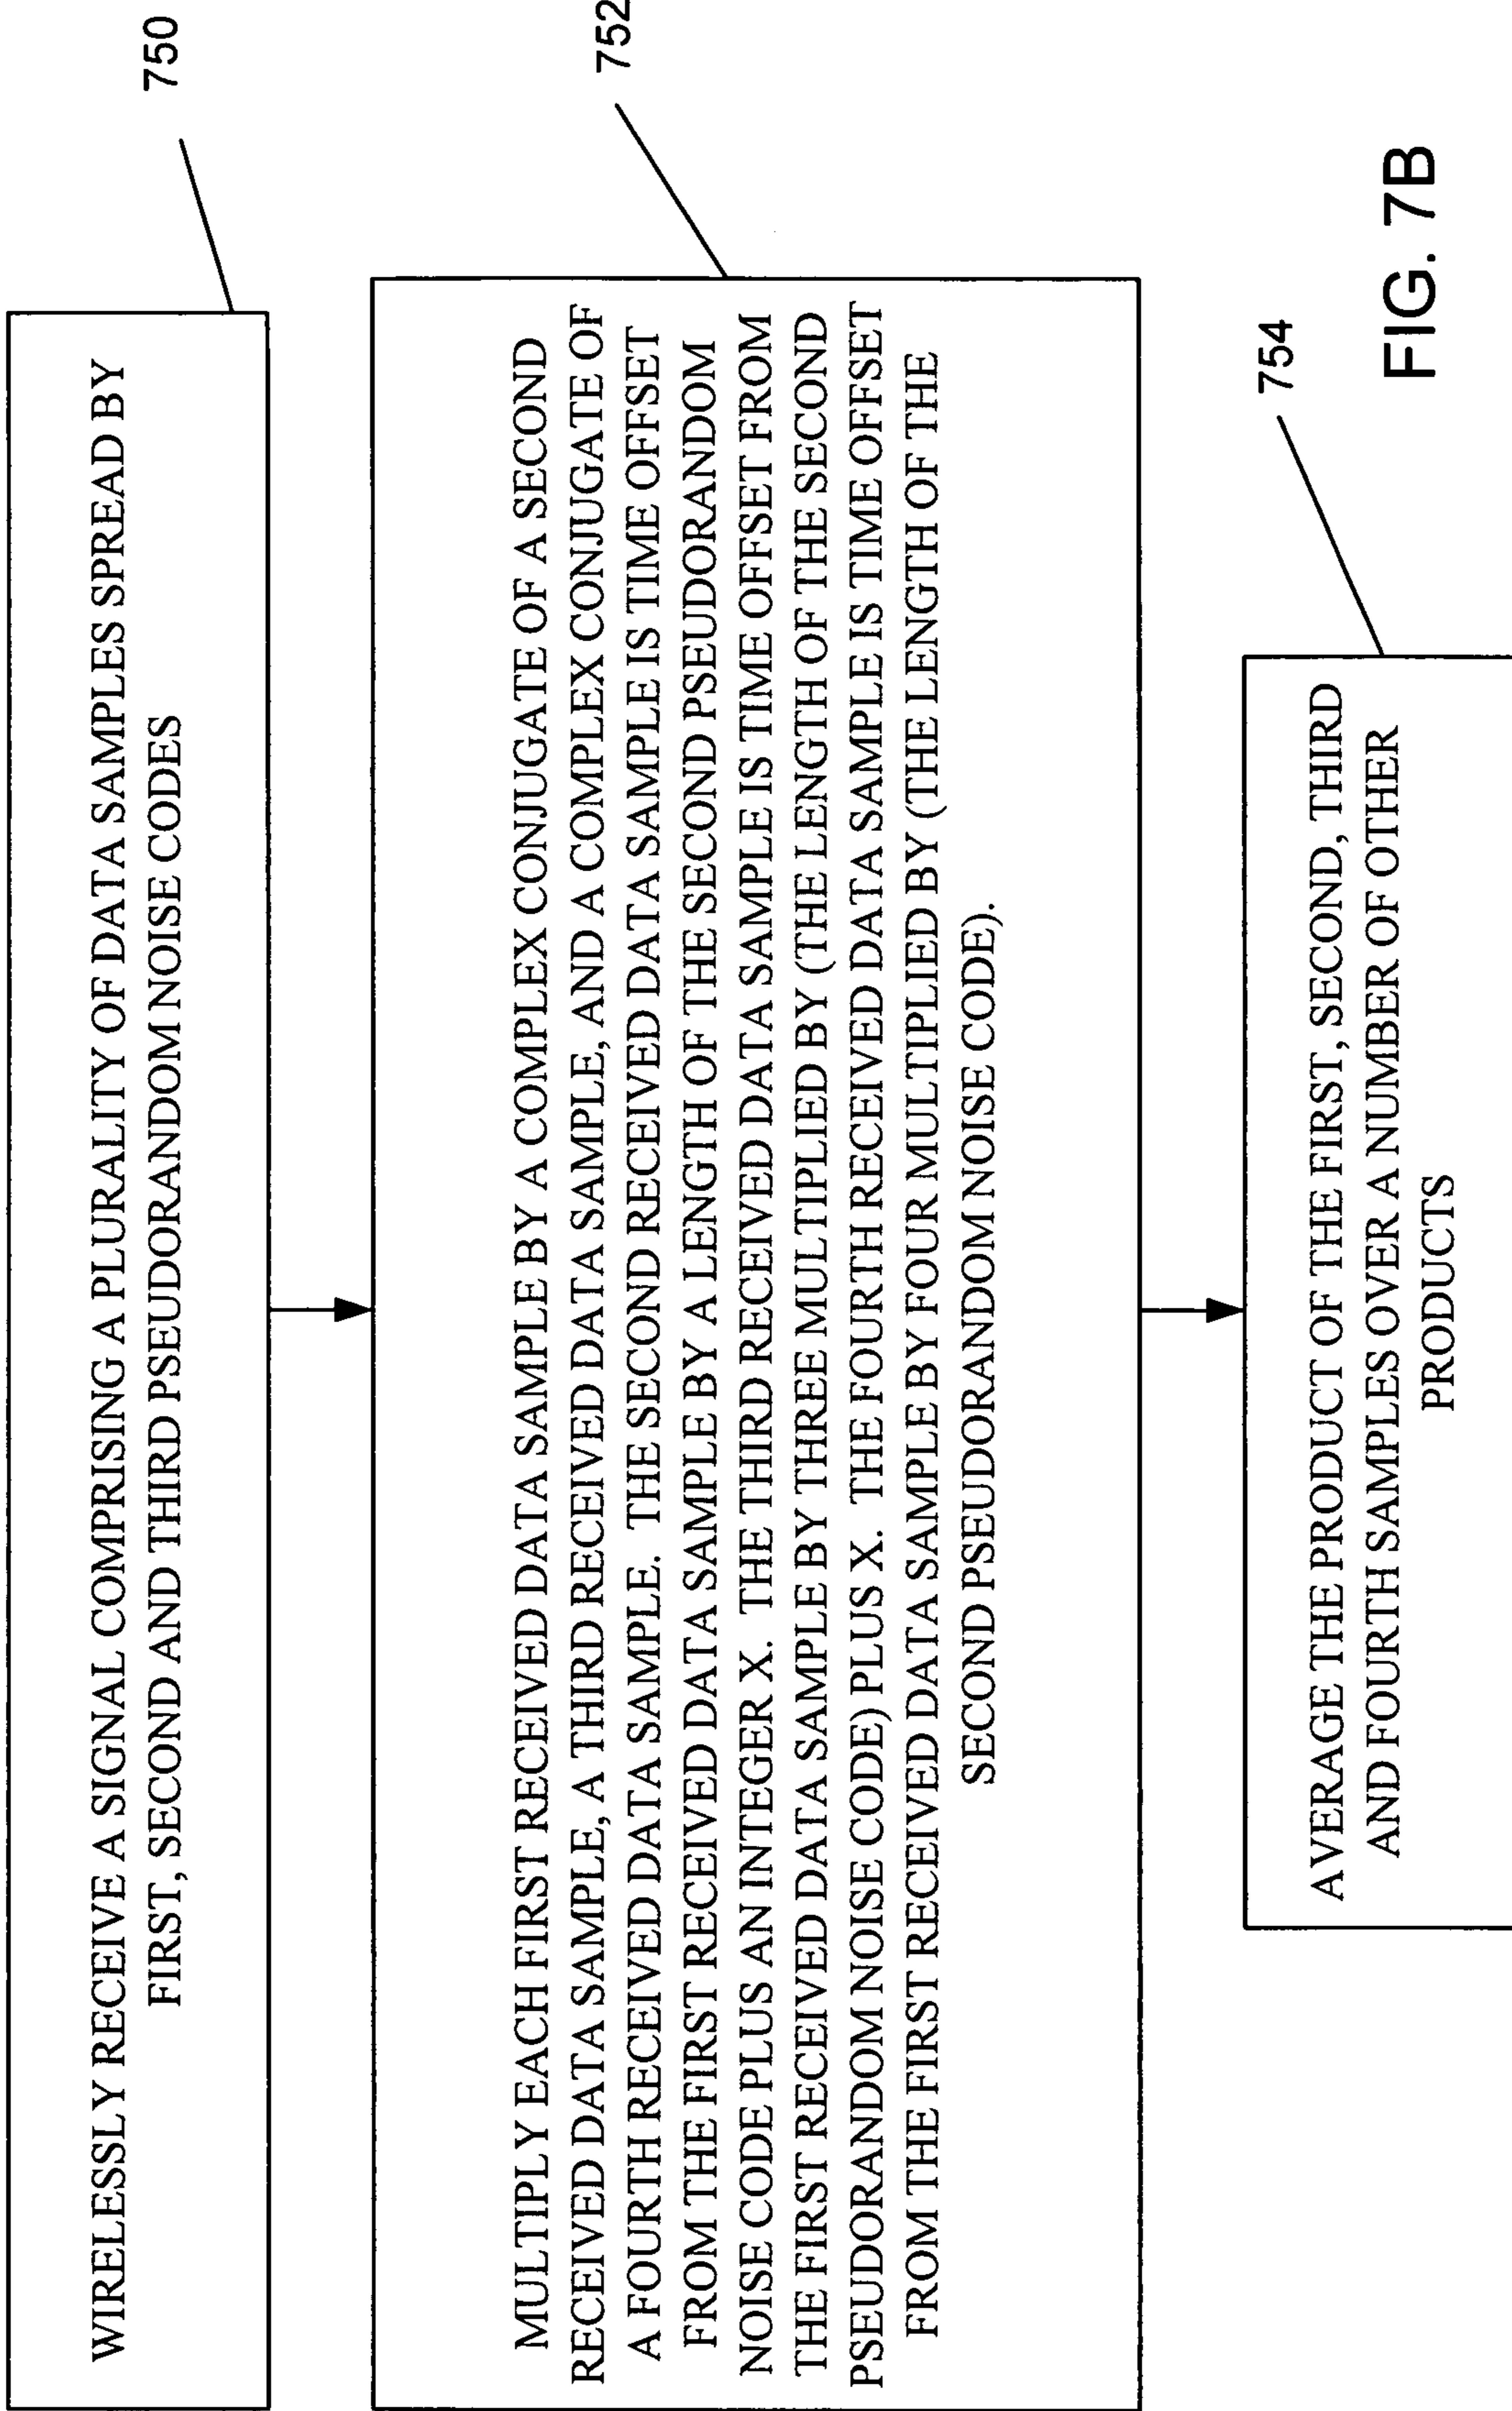 WIRELESSLY RECEIVE A SIGNAL COMPRISING A PLURALITY OF DATA SAMPLES SPREAD BY
FIRST, SECOND AND THIRD PSEUDORANDOM NOISE CODES
750
MULTIPLY EACH FIRST RECEIVED DATA SAMPLE BY A COMPLEX CONJUGATE OF A SECOND
RECEIVED DATA SAMPLE, A THIRD RECEIVED DATA SAMPLE, AND A COMPLEX CONJUGATE OF
A FOURTH RECEIVED DATA SAMPLE. THE SECOND RECEIVED DATA SAMPLE IS TIME OFFSET
FROM THE FIRST RECEIVED DATA SAMPLE BY A LENGTH OF THE SECOND PSEUDORANDOM
NOISE CODE PLUS AN INTEGER X. THE THIRD RECEIVED DATA SAMPLE IS TIME OFFSET FROM
THE FIRST RECEIVED DATA SAMPLE BY THREE MULTIPLIED BY (THE LENGTH OF THE SECOND
PSEUDORANDOM NOISE CODE) PLUS X. THE FOURTH RECEIVED DATA SAMPLE IS TIME OFFSET
FROM THE FIRST RECEIVED DATA SAMPLE BY FOUR MULTIPLIED BY (THE LENGTH OF THE
SECOND PSEUDORANDOM NOISE CODE).
752
AVERAGE THE PRODUCT OF THE FIRST, SECOND, THIRD
AND FOURTH SAMPLES OVER A NUMBER OF OTHER
PRODUCTS
754
FIG. 7B